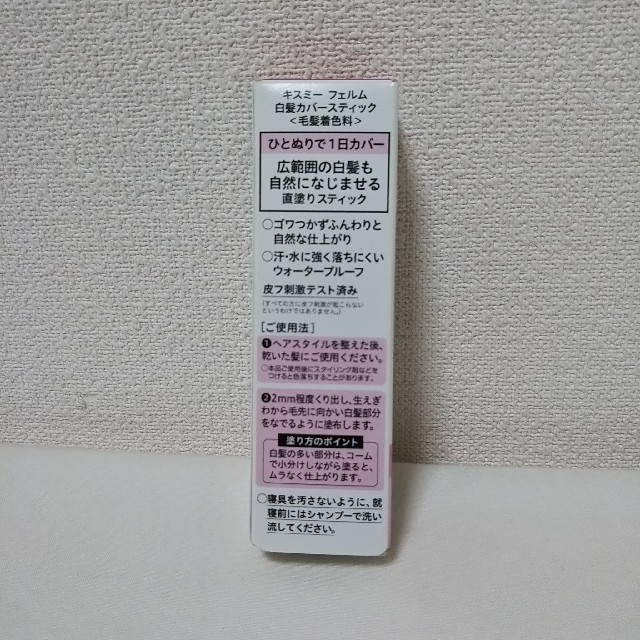 キスミー フェルム
白髪カバースティック
<毛髪着色料>
ひとぬりで1日カバー
広範囲の白髪も
自然になじませる
直塗りスティック
○ゴワつかずふんわりと
自然な仕上がり
○汗・水に強く落ちにくい
ウォータープルーフ
皮フ刺激テスト済み
(すべての方に皮フ刺激が起こらない
というわけではありません。)
[ご使用法]
❶ヘアスタイルを整えた後、
乾いた髪にご使用ください。
○本品ご使用後にスタイリング剤などを
つけると色落ちすることがあります。
❷2mm程度くり出し、生えぎ
わから毛先に向かい白髪部分
をなでるように塗布します。
塗り方のポイント
白髪の多い部分は、コーム
で小分けしながら塗ると、
ムラなく仕上がります。
○寝具を汚さないように、就
寝前にはシャンプーで洗い
流してください。